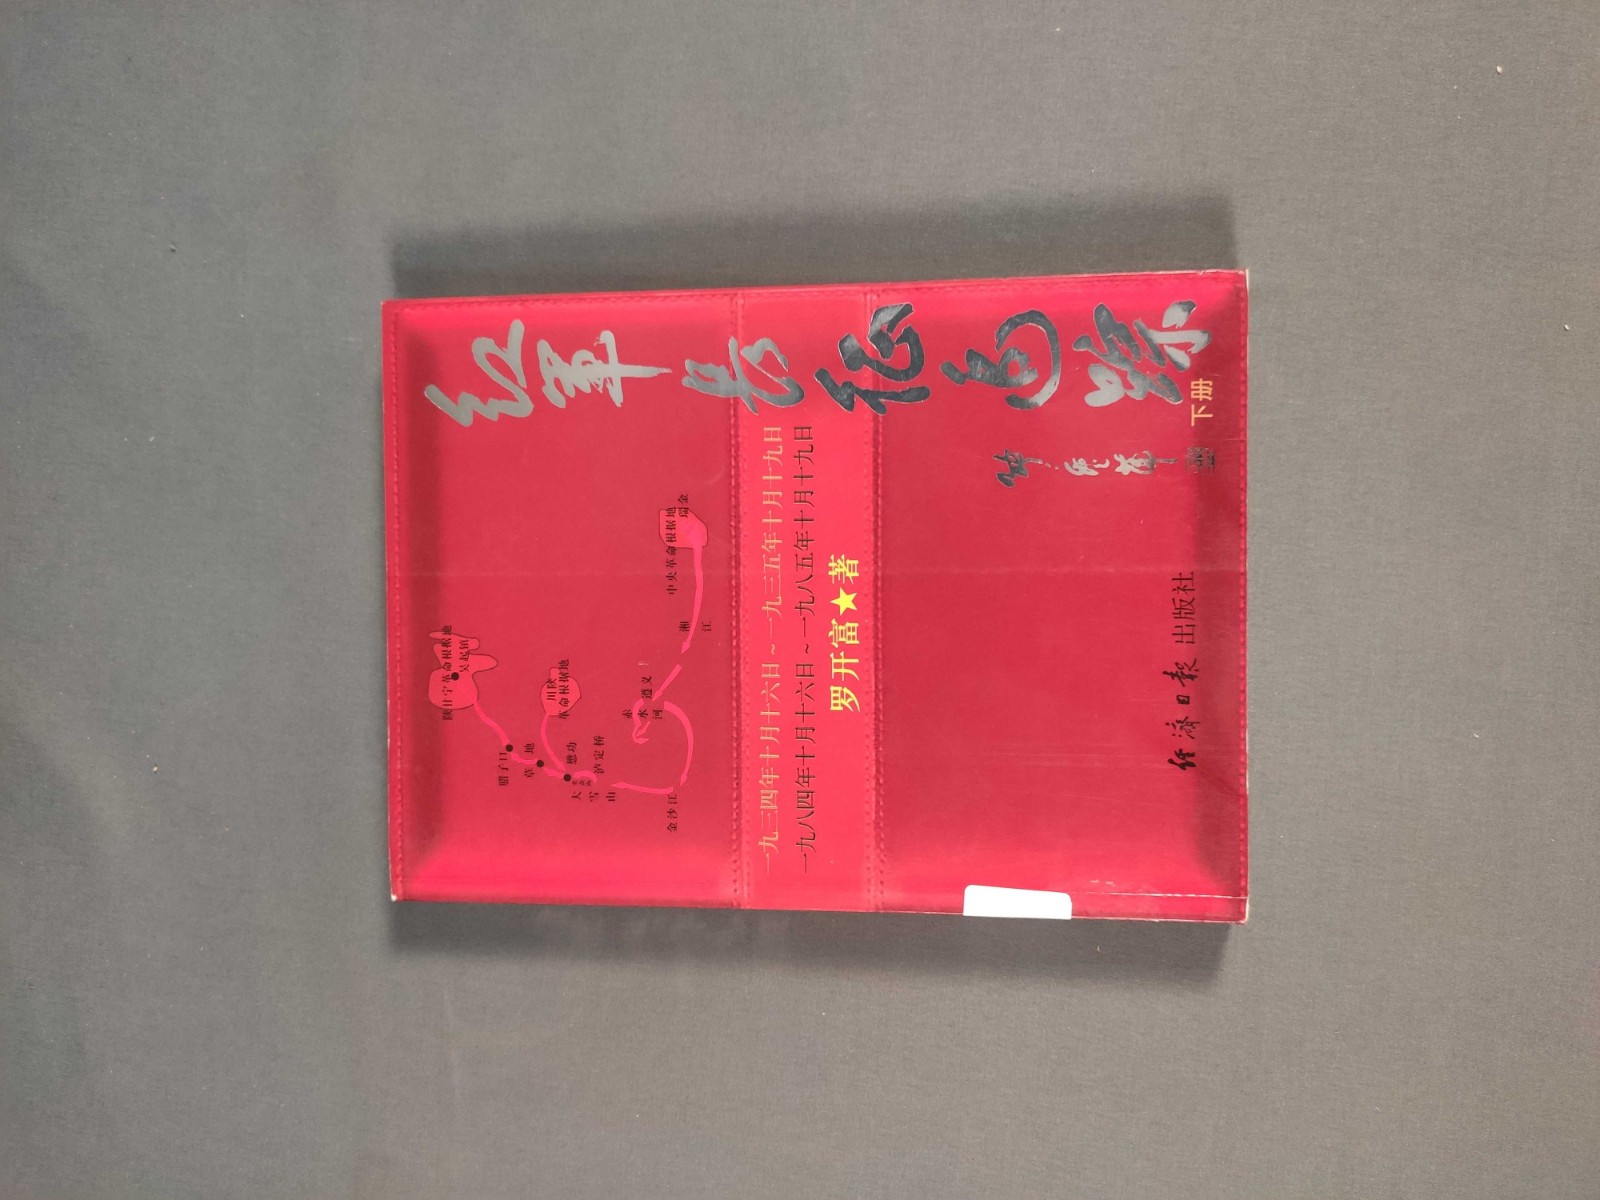 红军长征追踪
下册
陕甘宁革命根据地
吴起镇
川陕
革命根据地
腊子口
草地
懋功
大雪山
泸定桥
金沙江
赤水河
遵义
湘江
中央革命根据地
瑞金
一九三四年十月十六日~一九三五年十月十九日
一九八四年十月十六日~一九八五年十月十九日
罗开富★著
经济日报出版社